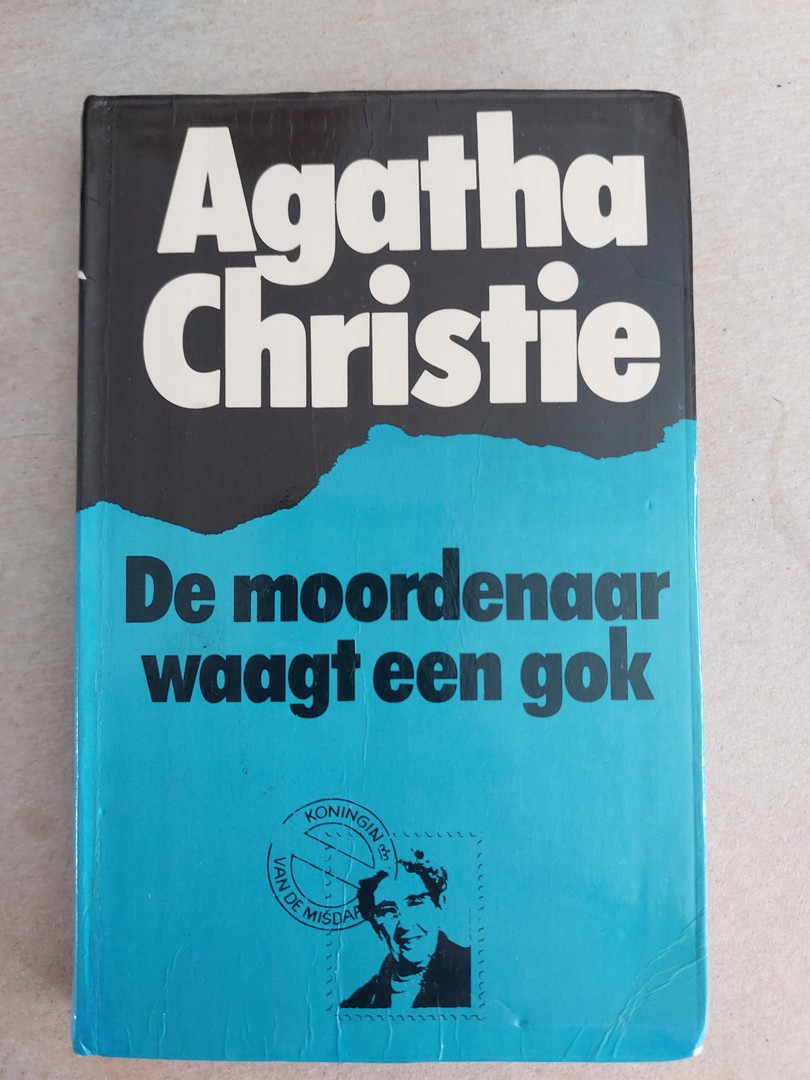 Agatha
Christie
De moordenaar
waagt een gok
KONINGIN
VAN DE MISDAAD